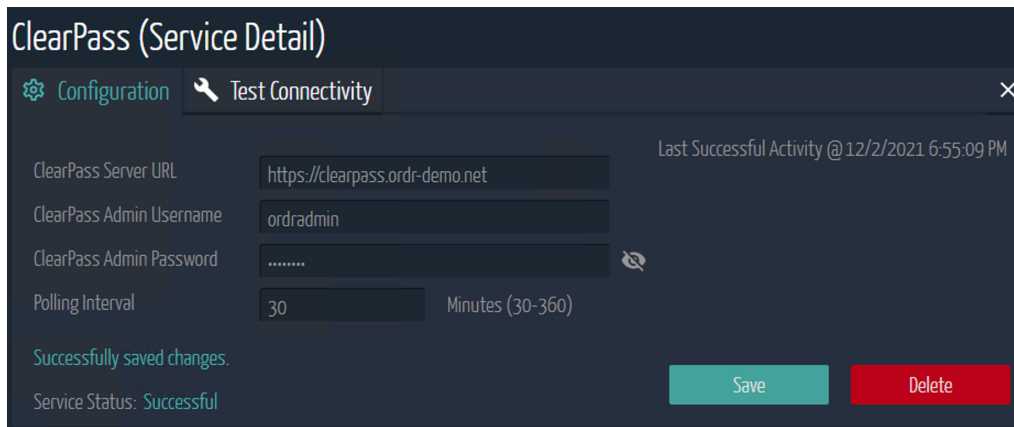 ClearPass (Service Detail)
Configuration Test Connectivity
Last Successful Activity @ 12/2/2021 6:55:09 PM
ClearPass Server URL https://clearpass.ordr-demo.net
ClearPass Admin Username ordradmin
ClearPass Admin Password ........
Polling Interval 30 Minutes (30-360)
Successfully saved changes.
Save Delete
Service Status: Successful